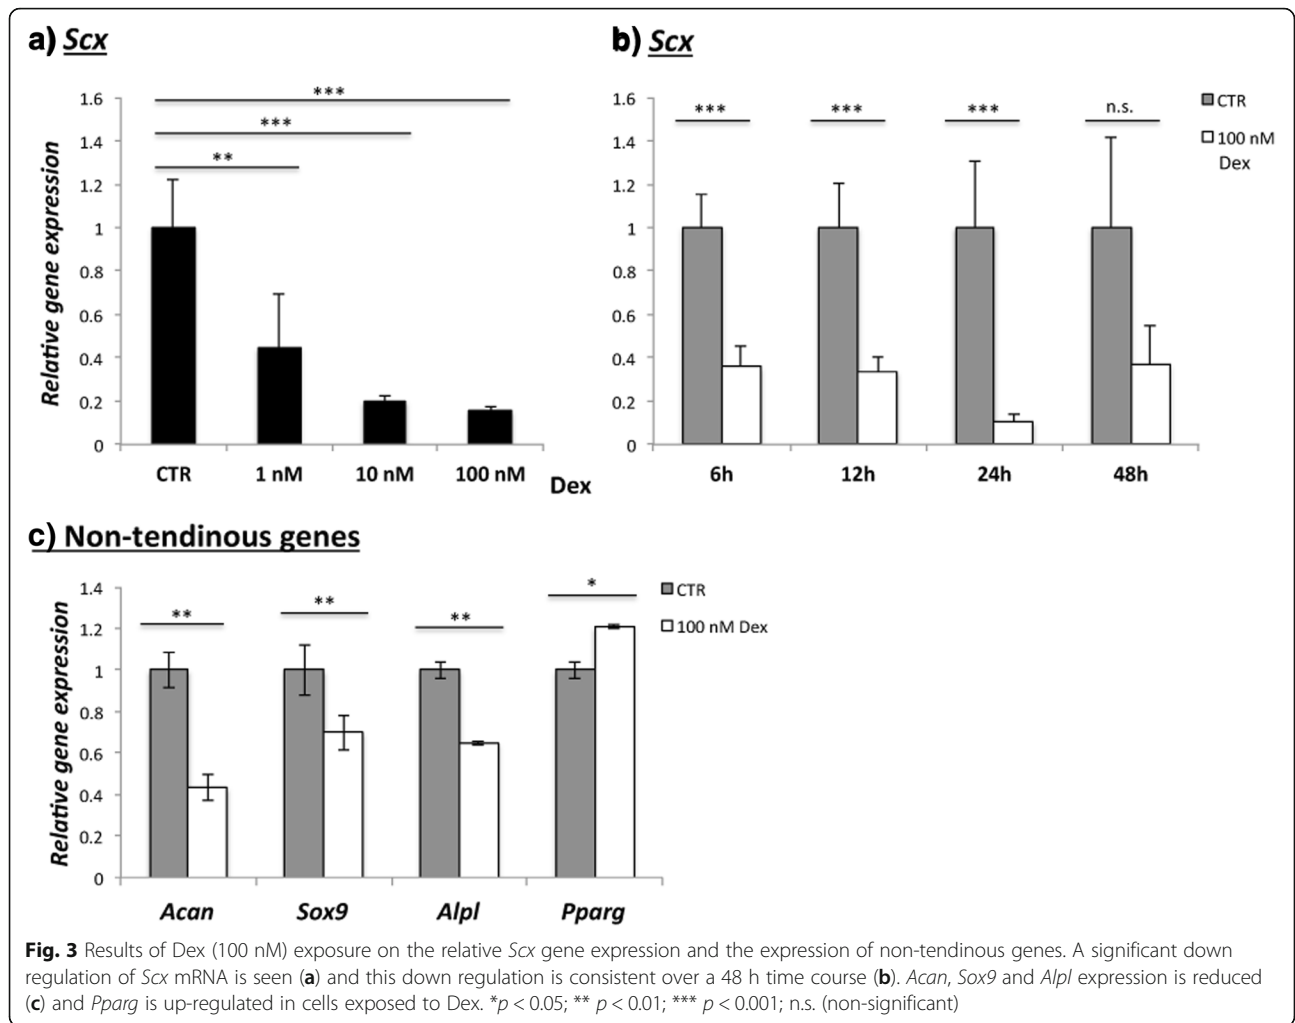 a) Scx
***
***
**
Relative gene expression
1.6
1.4
1.2
1
0.8
0.6
0.4
0.2
0
CTR 1 nM 10 nM 100 nM Dex
b) Scx
*** *** *** n.s.
CTR
100 nM
Dex
1.6
1.4
1.2
1
0.8
0.6
0.4
0.2
0
6h 12h 24h 48h
c) Non-tendinous genes
** ** ** *
CTR
100 nM Dex
Relative gene expression
1.4
1.2
1
0.8
0.6
0.4
0.2
0
Acan Sox9 Alpl Pparg
Fig. 3 Results of Dex (100 nM) exposure on the relative Scx gene expression and the expression of non-tendinous genes. A significant down
regulation of Scx mRNA is seen (a) and this down regulation is consistent over a 48 h time course (b). Acan, Sox9 and Alpl expression is reduced
(c) and Pparg is up-regulated in cells exposed to Dex. *p < 0.05; ** p < 0.01; *** p < 0.001; n.s. (non-significant)